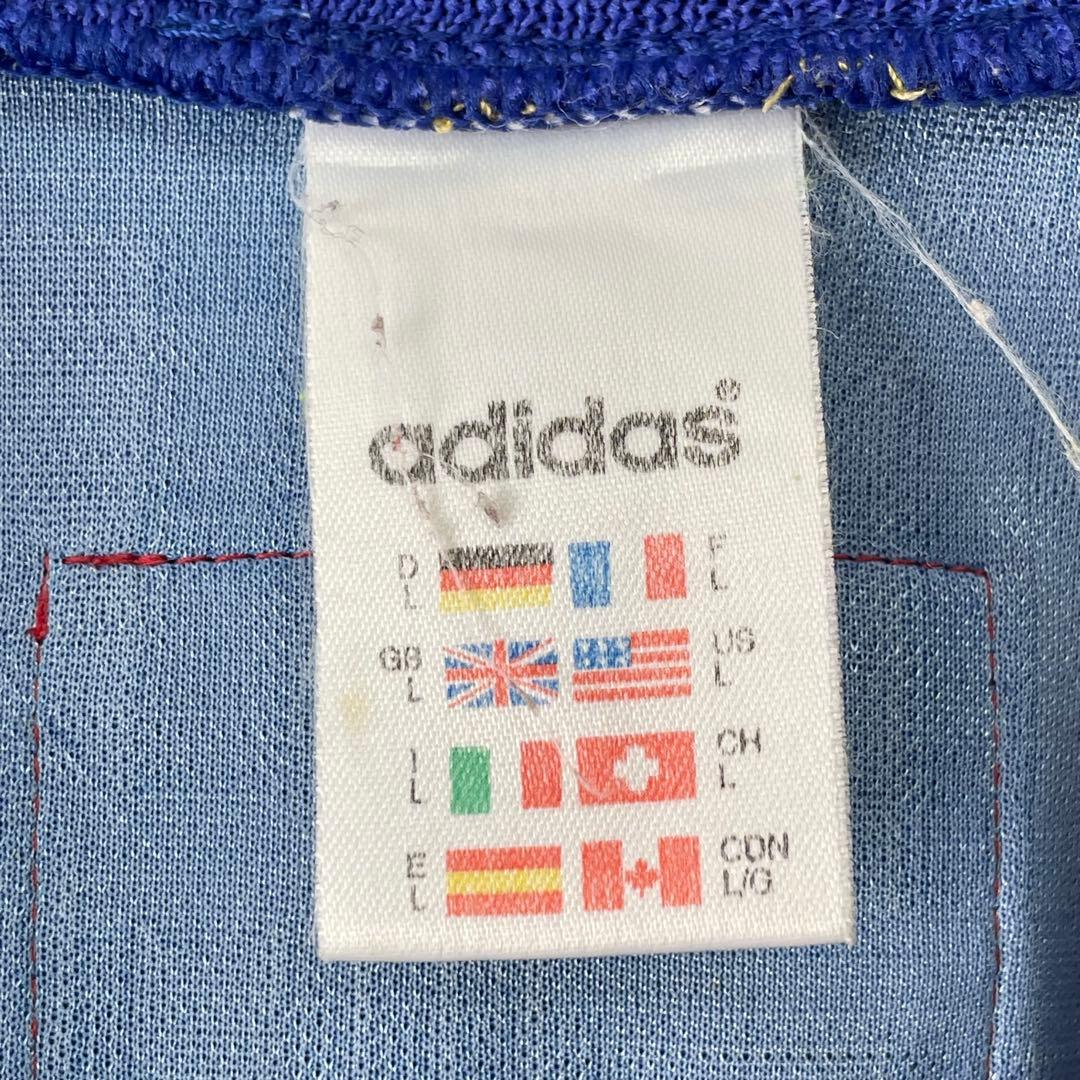 adidas®
D L F L
GB L US L
I L CH L
E L CDN L/G